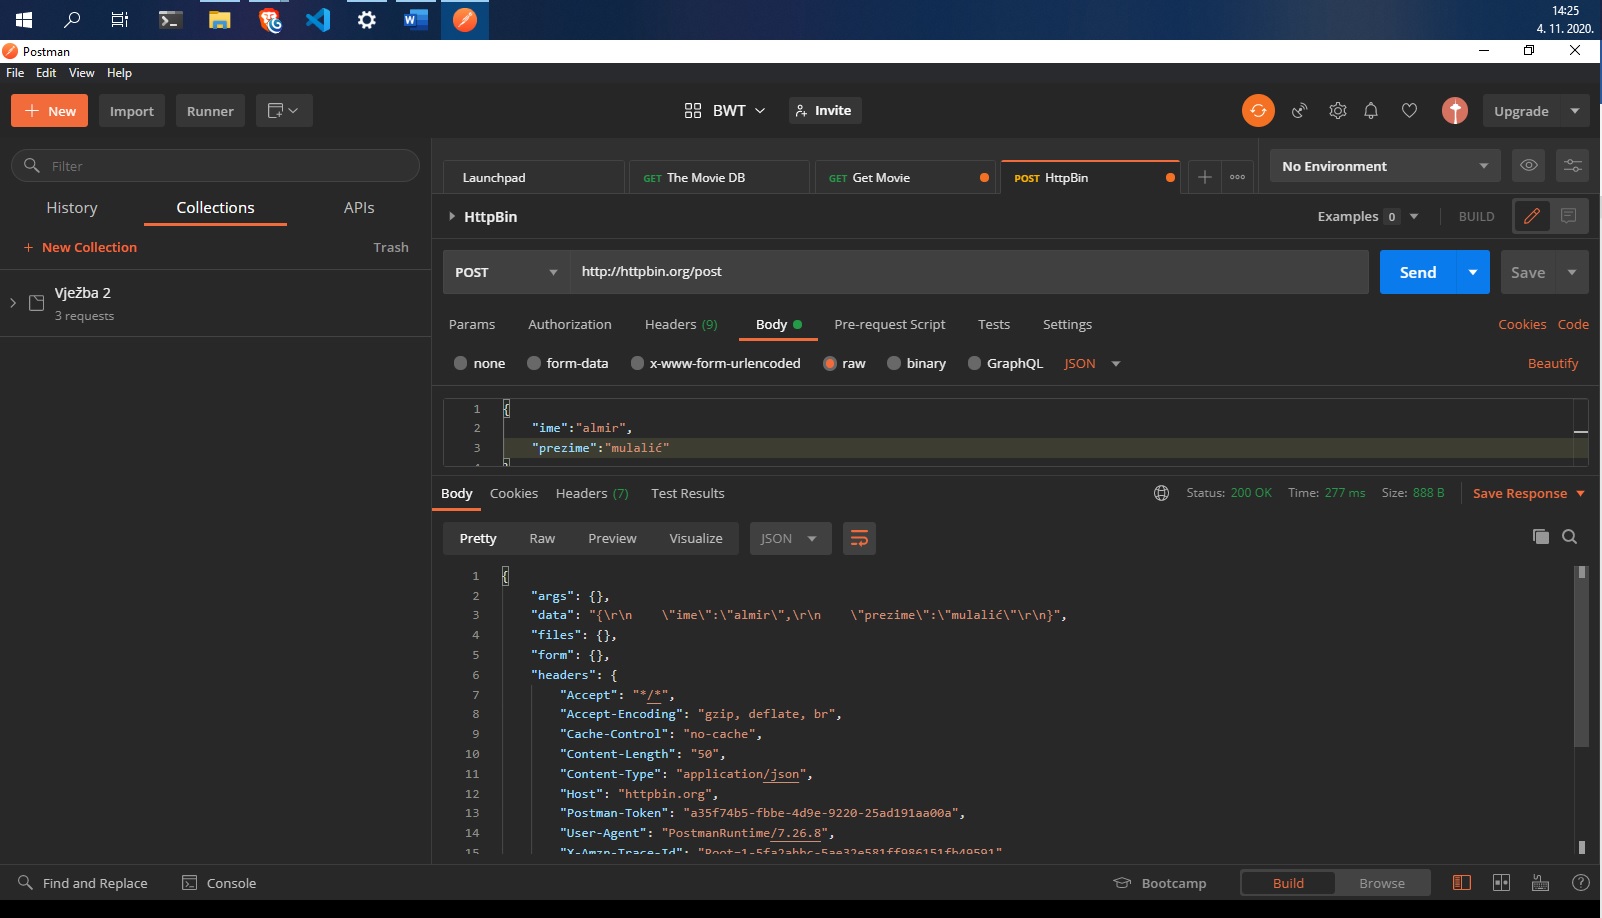 14:25
4. 11. 2020.
Postman
File Edit View Help
+ New Import Runner BWT Invite Upgrade
Filter
Launchpad GET The Movie DB GET Get Movie POST HttpBin No Environment
History Collections APIs
HttpBin Examples 0 BUILD
+ New Collection Trash
POST http://httpbin.org/post Send Save
Vježba 2
3 requests
Params Authorization Headers (9) Body Pre-request Script Tests Settings Cookies Code
none form-data x-www-form-urlencoded raw binary GraphQL JSON Beautify
1 {
2 "ime":"almir",
3 "prezime":"mulalić"
4 }
Body Cookies Headers (7) Test Results Status: 200 OK Time: 277 ms Size: 888 B Save Response
Pretty Raw Preview Visualize JSON
1 {
2 "args": {},
3 "data": "{\r\n    \"ime\":\"almir\",\r\n    \"prezime\":\"mulalić\"\r\n}",
4 "files": {},
5 "form": {},
6 "headers": {
7 "Accept": "*/*",
8 "Accept-Encoding": "gzip, deflate, br",
9 "Cache-Control": "no-cache",
10 "Content-Length": "50",
11 "Content-Type": "application/json",
12 "Host": "httpbin.org",
13 "Postman-Token": "a35f74b5-fbbe-4d9e-9220-25ad191aa00a",
14 "User-Agent": "PostmanRuntime/7.26.8",
15 "X-Amzn-Trace-Id":
Find and Replace Console Bootcamp Build Browse